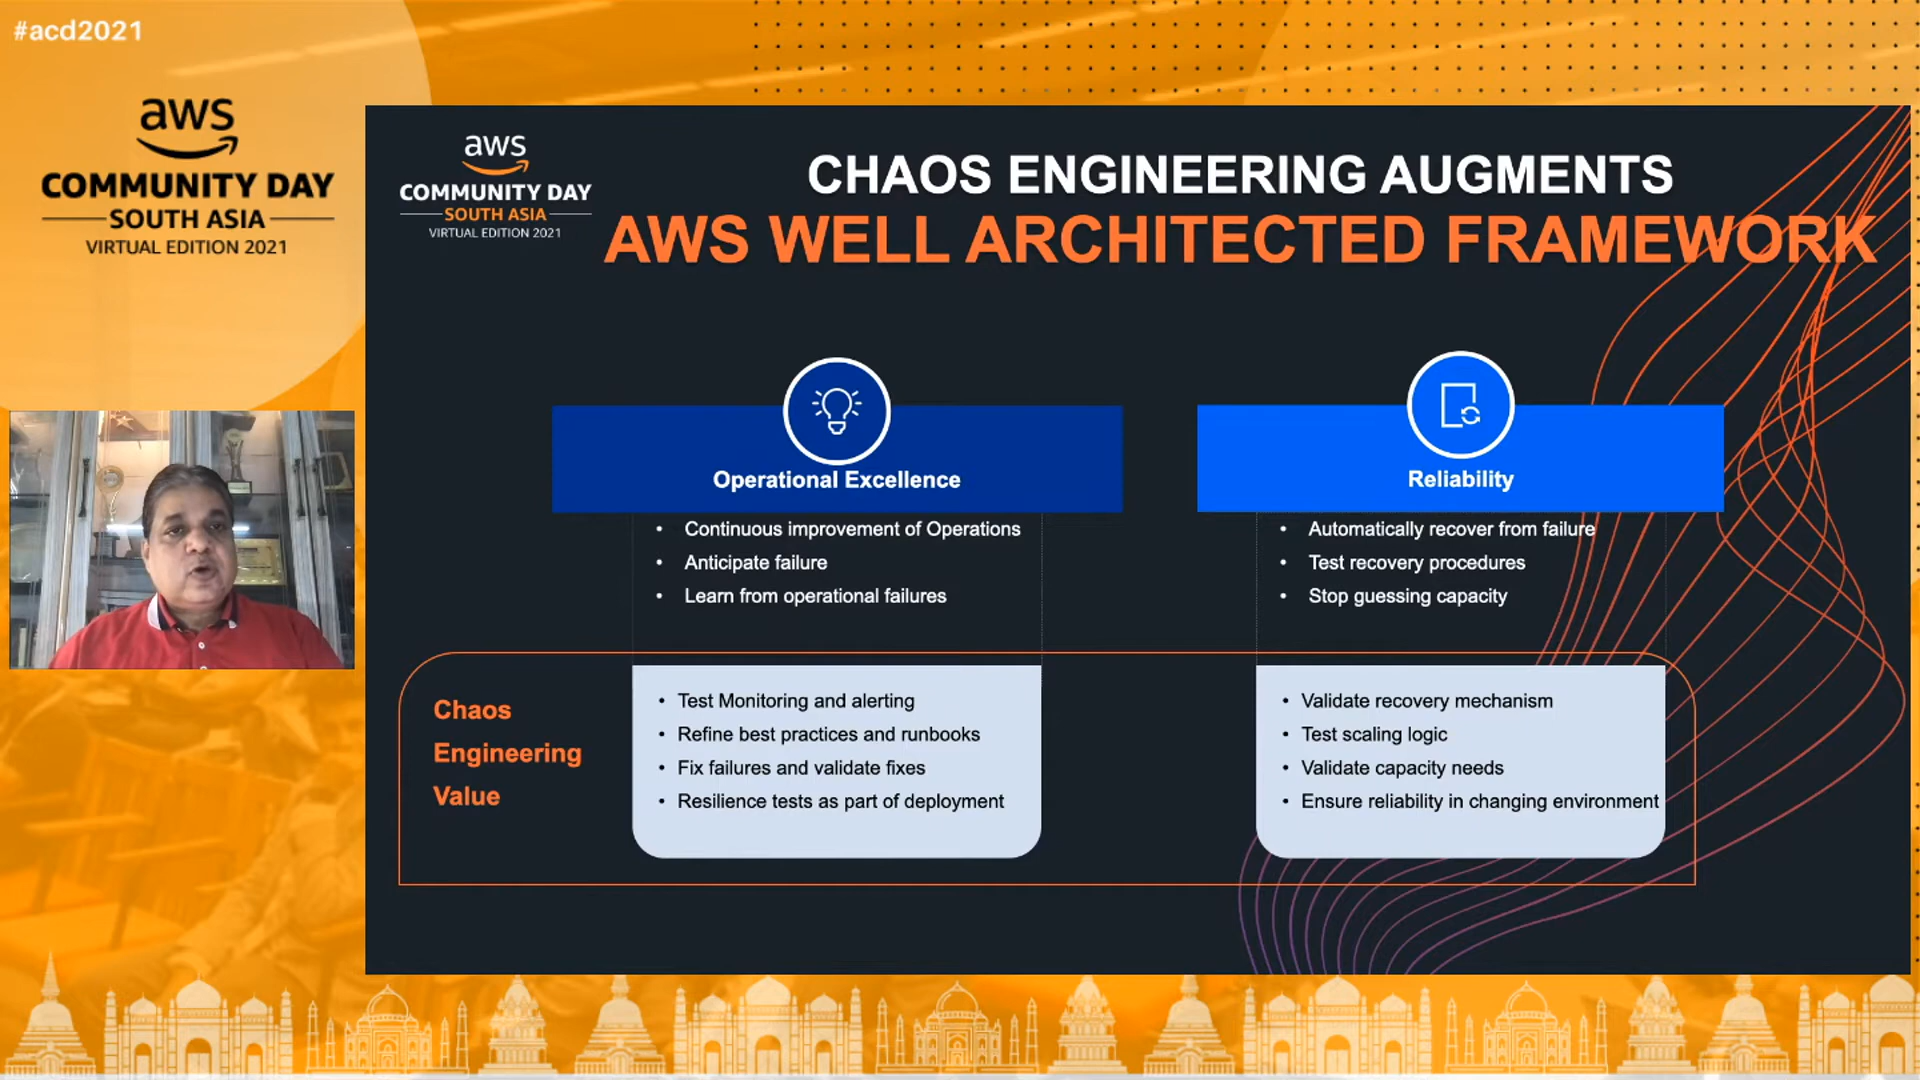 #acd2021
aws
COMMUNITY DAY
SOUTH ASIA
VIRTUAL EDITION 2021
aws
COMMUNITY DAY
SOUTH ASIA
VIRTUAL EDITION 2021
CHAOS ENGINEERING AUGMENTS
AWS WELL ARCHITECTED FRAMEWORK
Operational Excellence
• Continuous improvement of Operations
• Anticipate failure
• Learn from operational failures
Reliability
• Automatically recover from failure
• Test recovery procedures
• Stop guessing capacity
Chaos
Engineering
Value
• Test Monitoring and alerting
• Refine best practices and runbooks
• Fix failures and validate fixes
• Resilience tests as part of deployment
• Validate recovery mechanism
• Test scaling logic
• Validate capacity needs
• Ensure reliability in changing environment